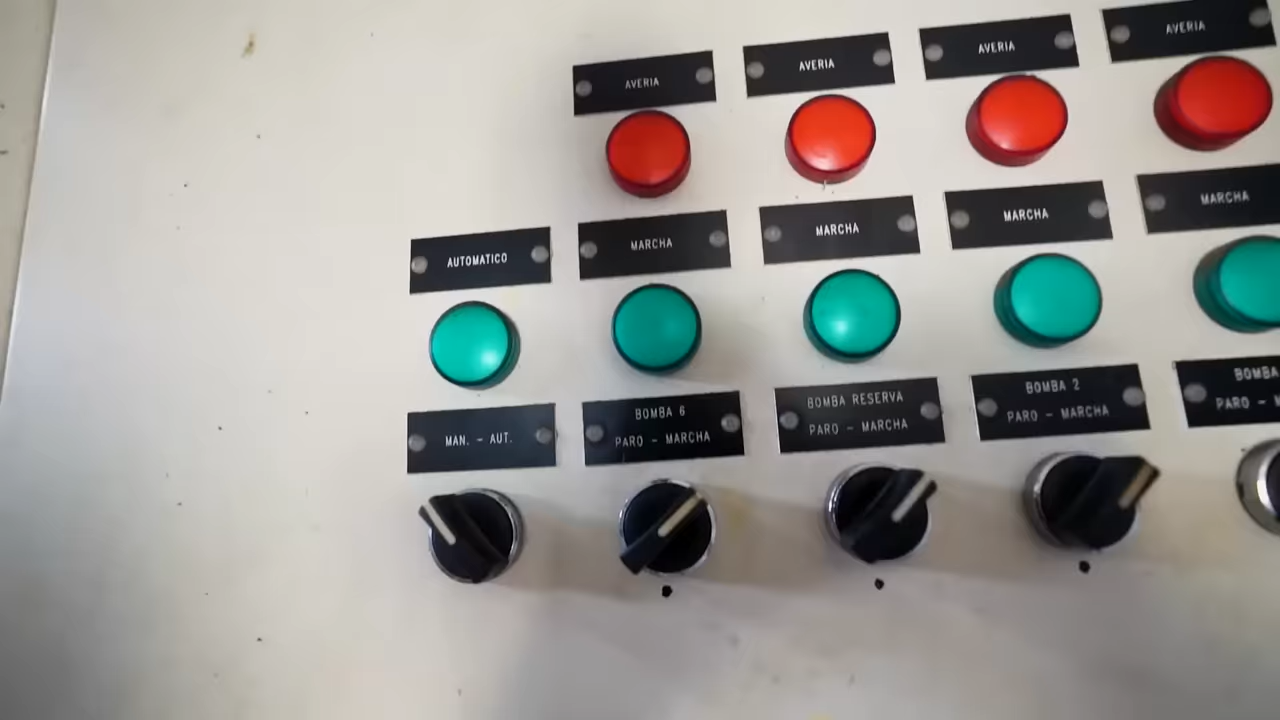 AVERIA
AVERIA
AVERIA
AVERIA
AUTOMATICO
MARCHA
MARCHA
MARCHA
MARCHA
MAN. - AUT.
BOMBA 6
PARO - MARCHA
BOMBA RESERVA
PARO - MARCHA
BOMBA 2
PARO - MARCHA
BOMBA
PARO -